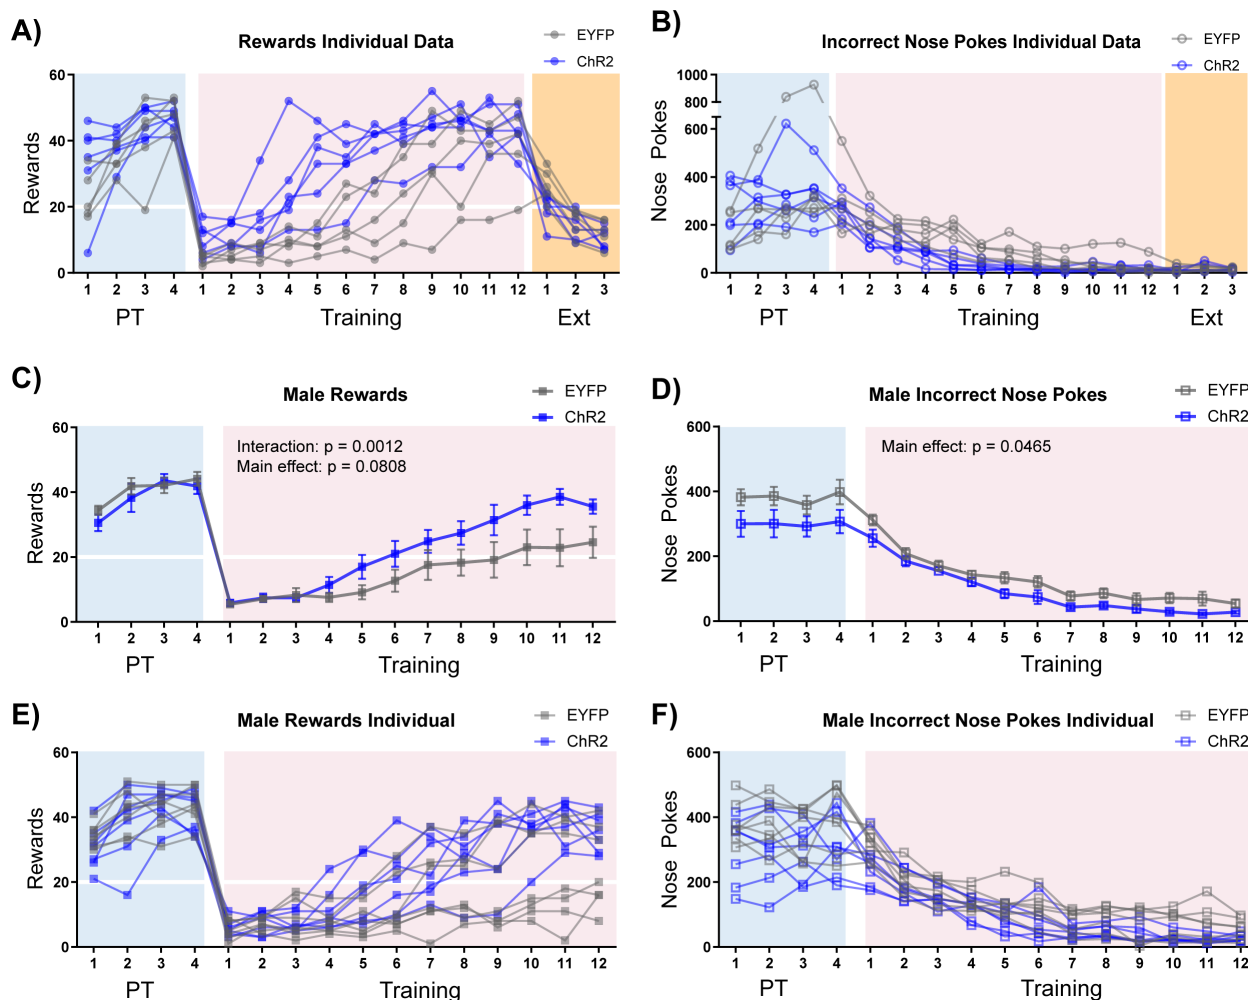 A)
Rewards Individual Data
EYFP
ChR2
Rewards
60
40
20
0
1 2 3 4 1 2 3 4 5 6 7 8 9 10 11 12 1 2 3
PT Training Ext
B)
Incorrect Nose Pokes Individual Data
EYFP
ChR2
Nose Pokes
1000
800
600
400
200
0
1 2 3 4 1 2 3 4 5 6 7 8 9 10 11 12 1 2 3
PT Training Ext
C)
Male Rewards
EYFP
ChR2
Interaction: p = 0.0012
Main effect: p = 0.0808
Rewards
60
40
20
0
1 2 3 4 1 2 3 4 5 6 7 8 9 10 11 12
PT Training
D)
Male Incorrect Nose Pokes
EYFP
ChR2
Main effect: p = 0.0465
Nose Pokes
600
400
200
0
1 2 3 4 1 2 3 4 5 6 7 8 9 10 11 12
PT Training
E)
Male Rewards Individual
EYFP
ChR2
Rewards
60
40
20
0
1 2 3 4 1 2 3 4 5 6 7 8 9 10 11 12
PT Training
F)
Male Incorrect Nose Pokes Individual
EYFP
ChR2
Nose Pokes
600
400
200
0
1 2 3 4 1 2 3 4 5 6 7 8 9 10 11 12
PT Training